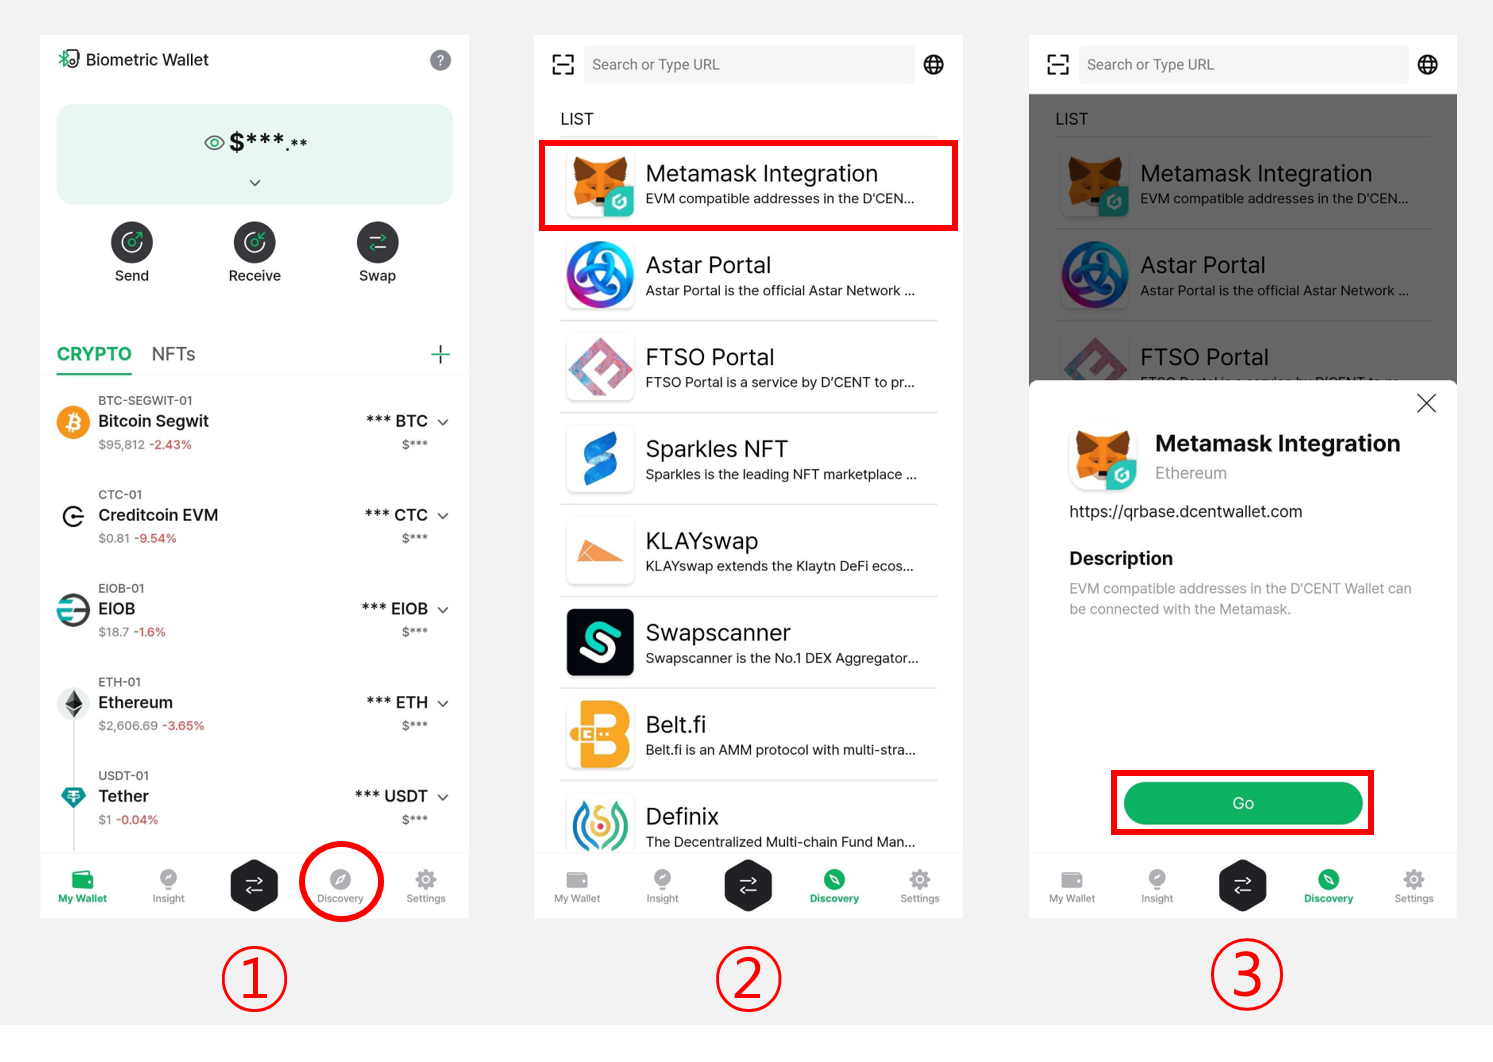 Biometric Wallet
?
$***.**
Send
Receive
Swap
CRYPTO
NFTs
BTC-SEGWIT-01
Bitcoin Segwit
*** BTC
$95,812 -2.43%
$***
CTC-01
Creditcoin EVM
*** CTC
$0.81 -9.54%
$***
EIOB-01
EIOB
*** EIOB
$18.7 -1.6%
$***
ETH-01
Ethereum
*** ETH
$2,606.69 -3.65%
$***
USDT-01
Tether
*** USDT
$1 -0.04%
$***
My Wallet
Insight
Discovery
Settings
①
Search or Type URL
LIST
Metamask Integration
EVM compatible addresses in the D'CEN...
Astar Portal
Astar Portal is the official Astar Network ...
FTSO Portal
FTSO Portal is a service by D'CENT to pr...
Sparkles NFT
Sparkles is the leading NFT marketplace ...
KLAYswap
KLAYswap extends the Klaytn DeFi ecos...
Swapscanner
Swapscanner is the No.1 DEX Aggregator...
Belt.fi
Belt.fi is an AMM protocol with multi-stra...
Definix
The Decentralized Multi-chain Fund Man...
My Wallet
Insight
Discovery
Settings
②
Search or Type URL
LIST
Metamask Integration
EVM compatible addresses in the D'CEN...
Astar Portal
Astar Portal is the official Astar Network ...
FTSO Portal
FTSO Portal is a service by D'CENT to pr...
Metamask Integration
Ethereum
https://qrbase.dcentwallet.com
Description
EVM compatible addresses in the D'CENT Wallet can
be connected with the Metamask.
Go
My Wallet
Insight
Discovery
Settings
③